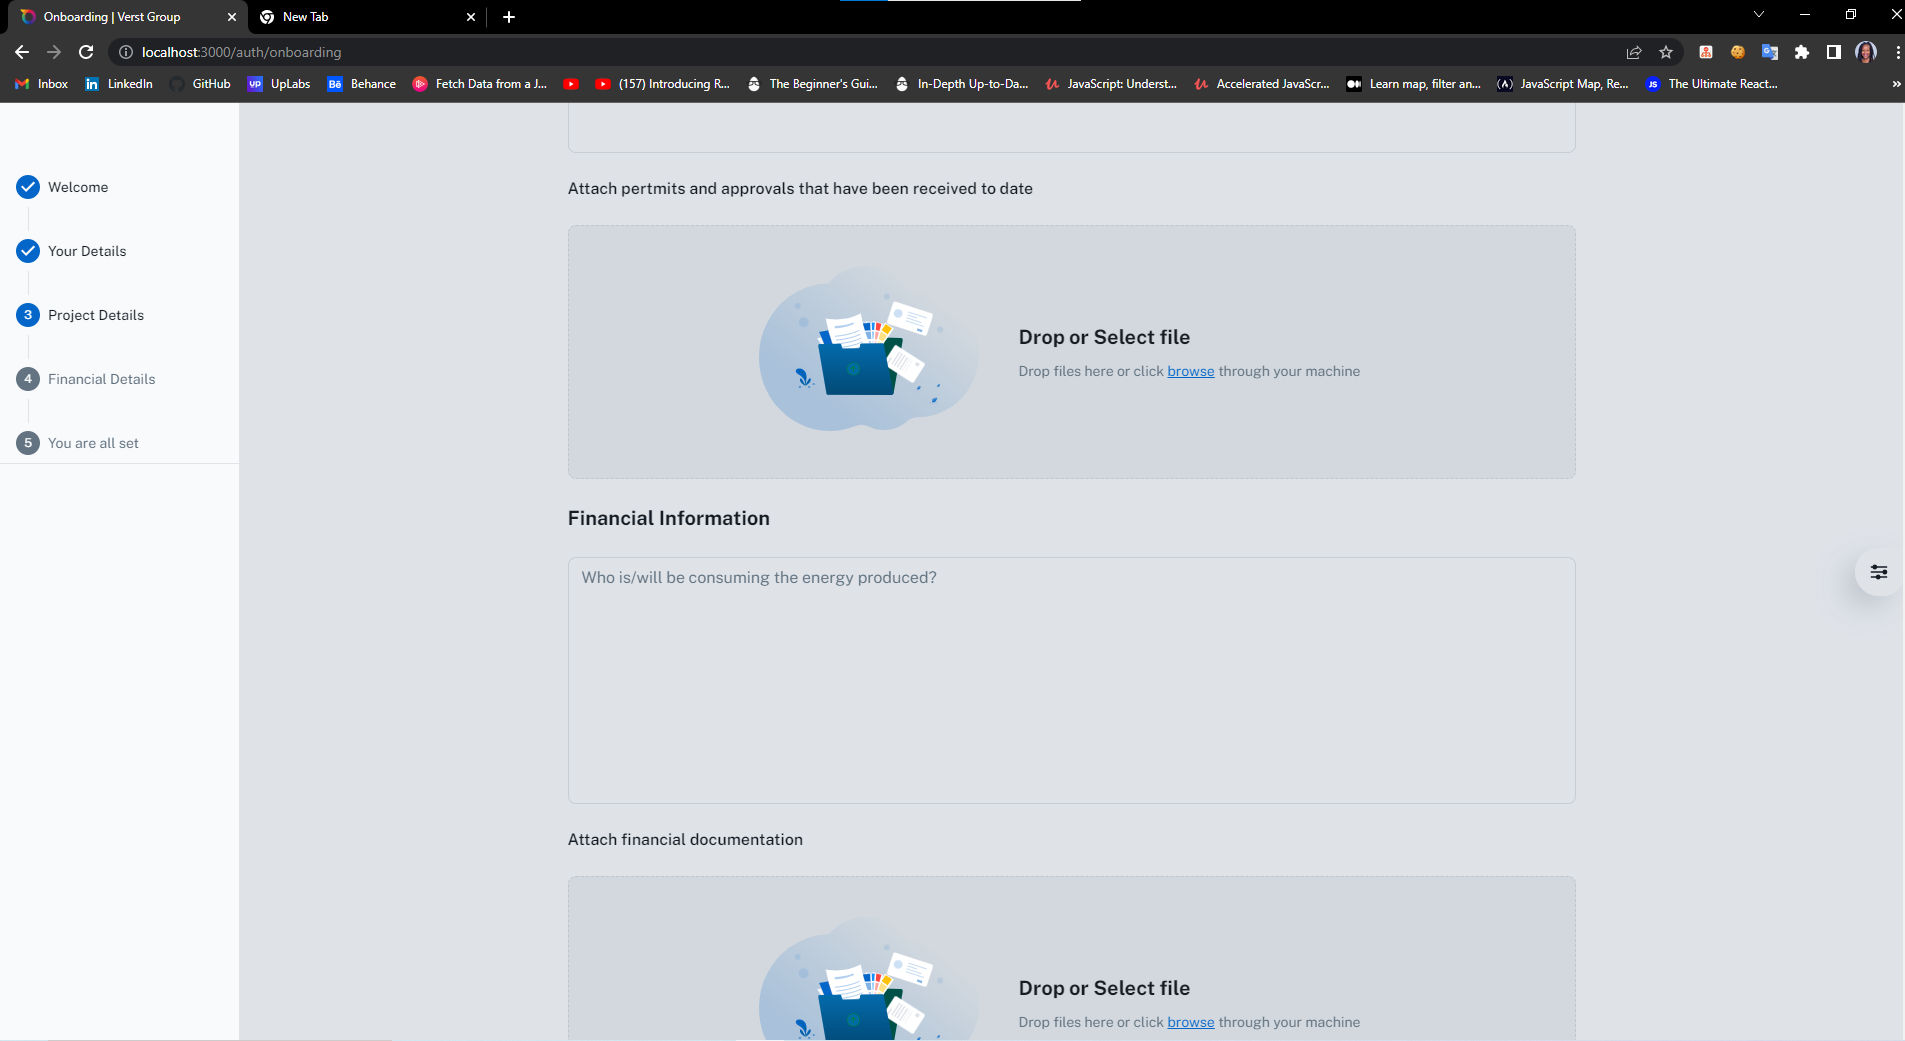 Onboarding | Verst Group
New Tab
localhost:3000/auth/onboarding
Inbox
LinkedIn
GitHub
UpLabs
Behance
Fetch Data from a J...
(157) Introducing R...
The Beginner's Gui...
In-Depth Up-to-Da...
JavaScript: Underst...
Accelerated JavaScr...
Learn map, filter an...
JavaScript Map, Re...
The Ultimate React...
Welcome
Your Details
3 Project Details
4 Financial Details
5 You are all set
Attach pertmits and approvals that have been received to date
Drop or Select file
Drop files here or click browse through your machine
Financial Information
Who is/will be consuming the energy produced?
Attach financial documentation
Drop or Select file
Drop files here or click browse through your machine